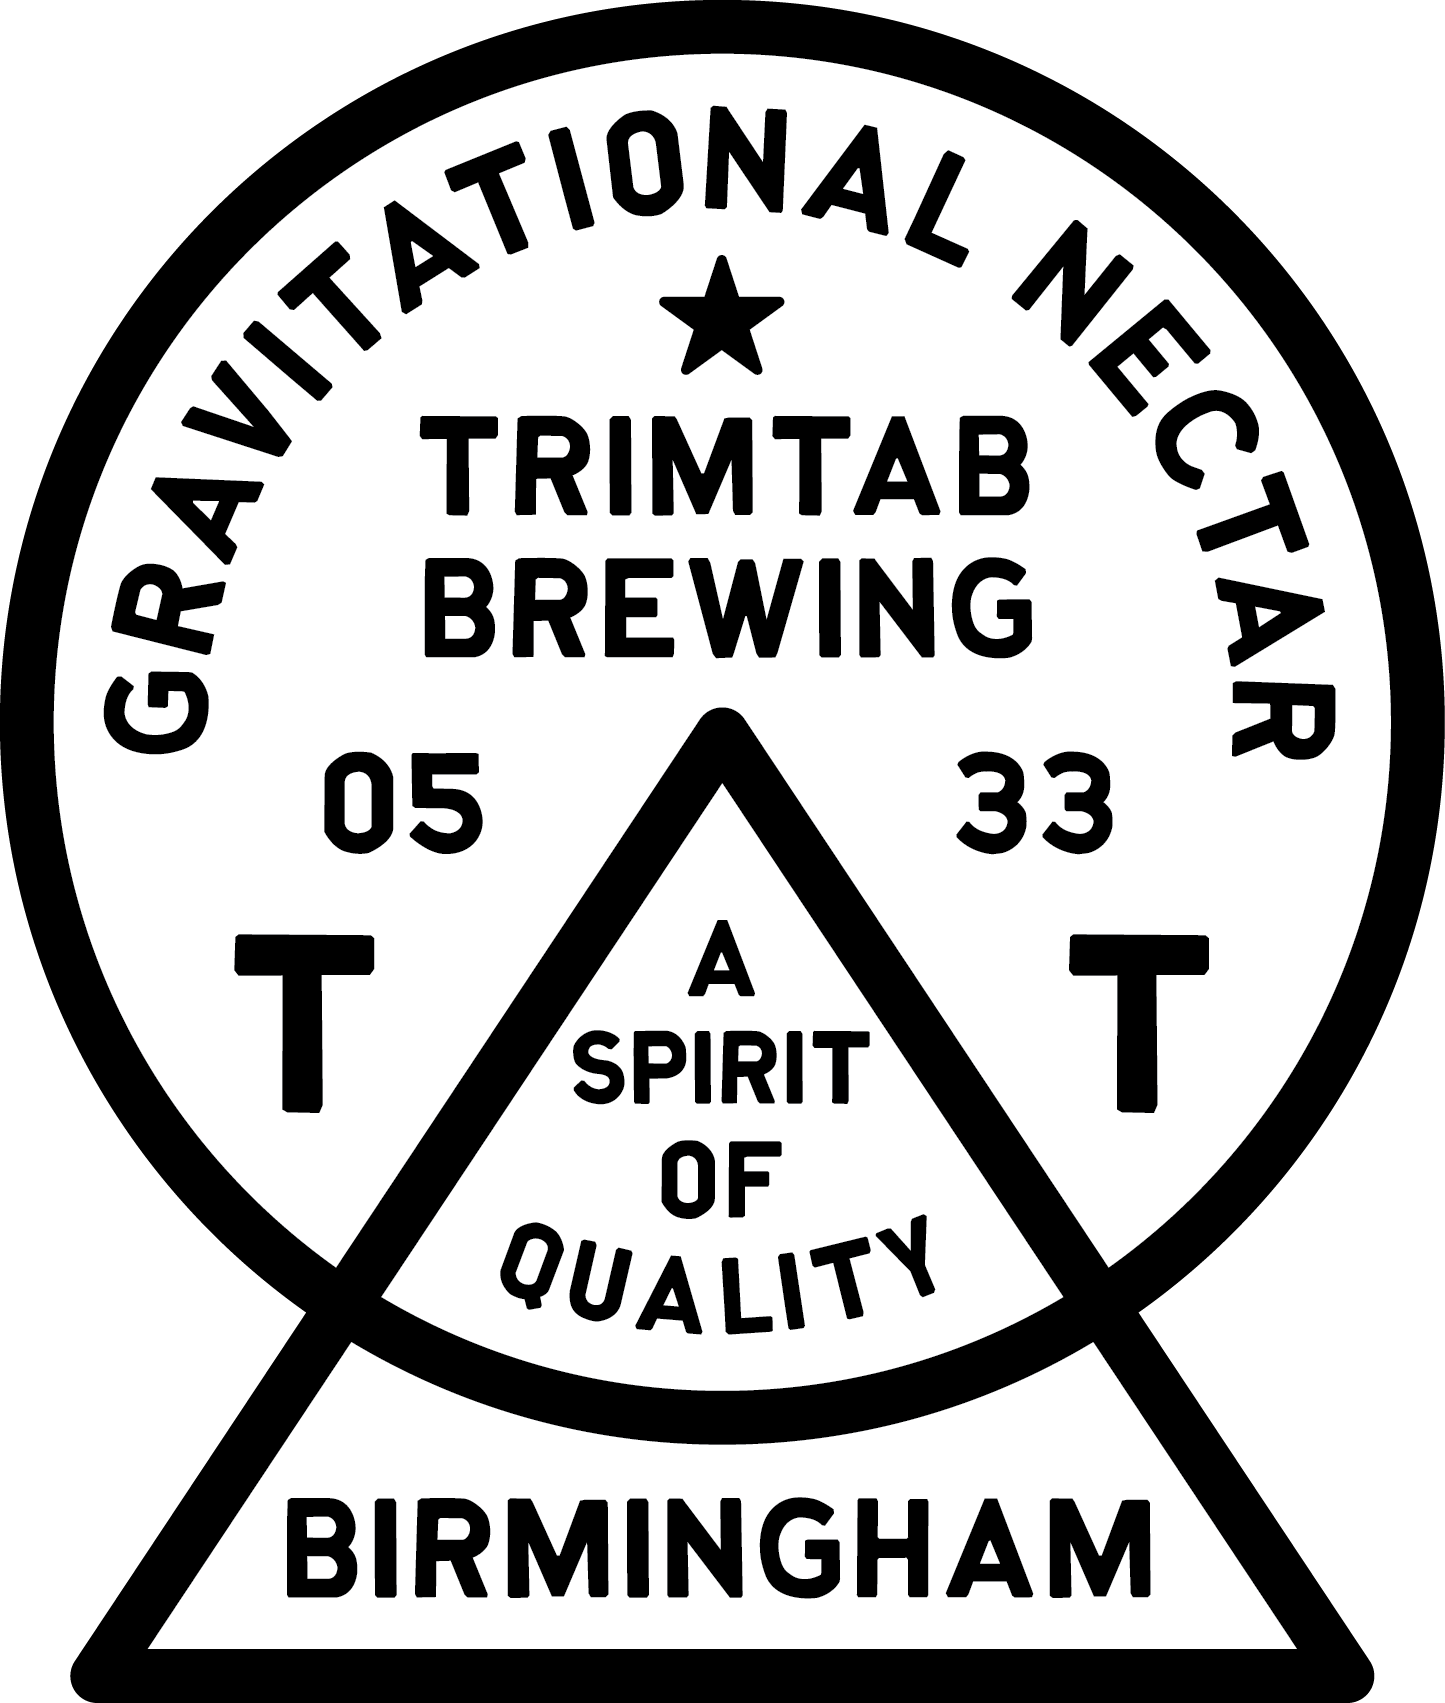 GRAVITATIONAL NECTAR
TRIMTAB
BREWING
05 33
T T
A
SPIRIT
OF
QUALITY
BIRMINGHAM